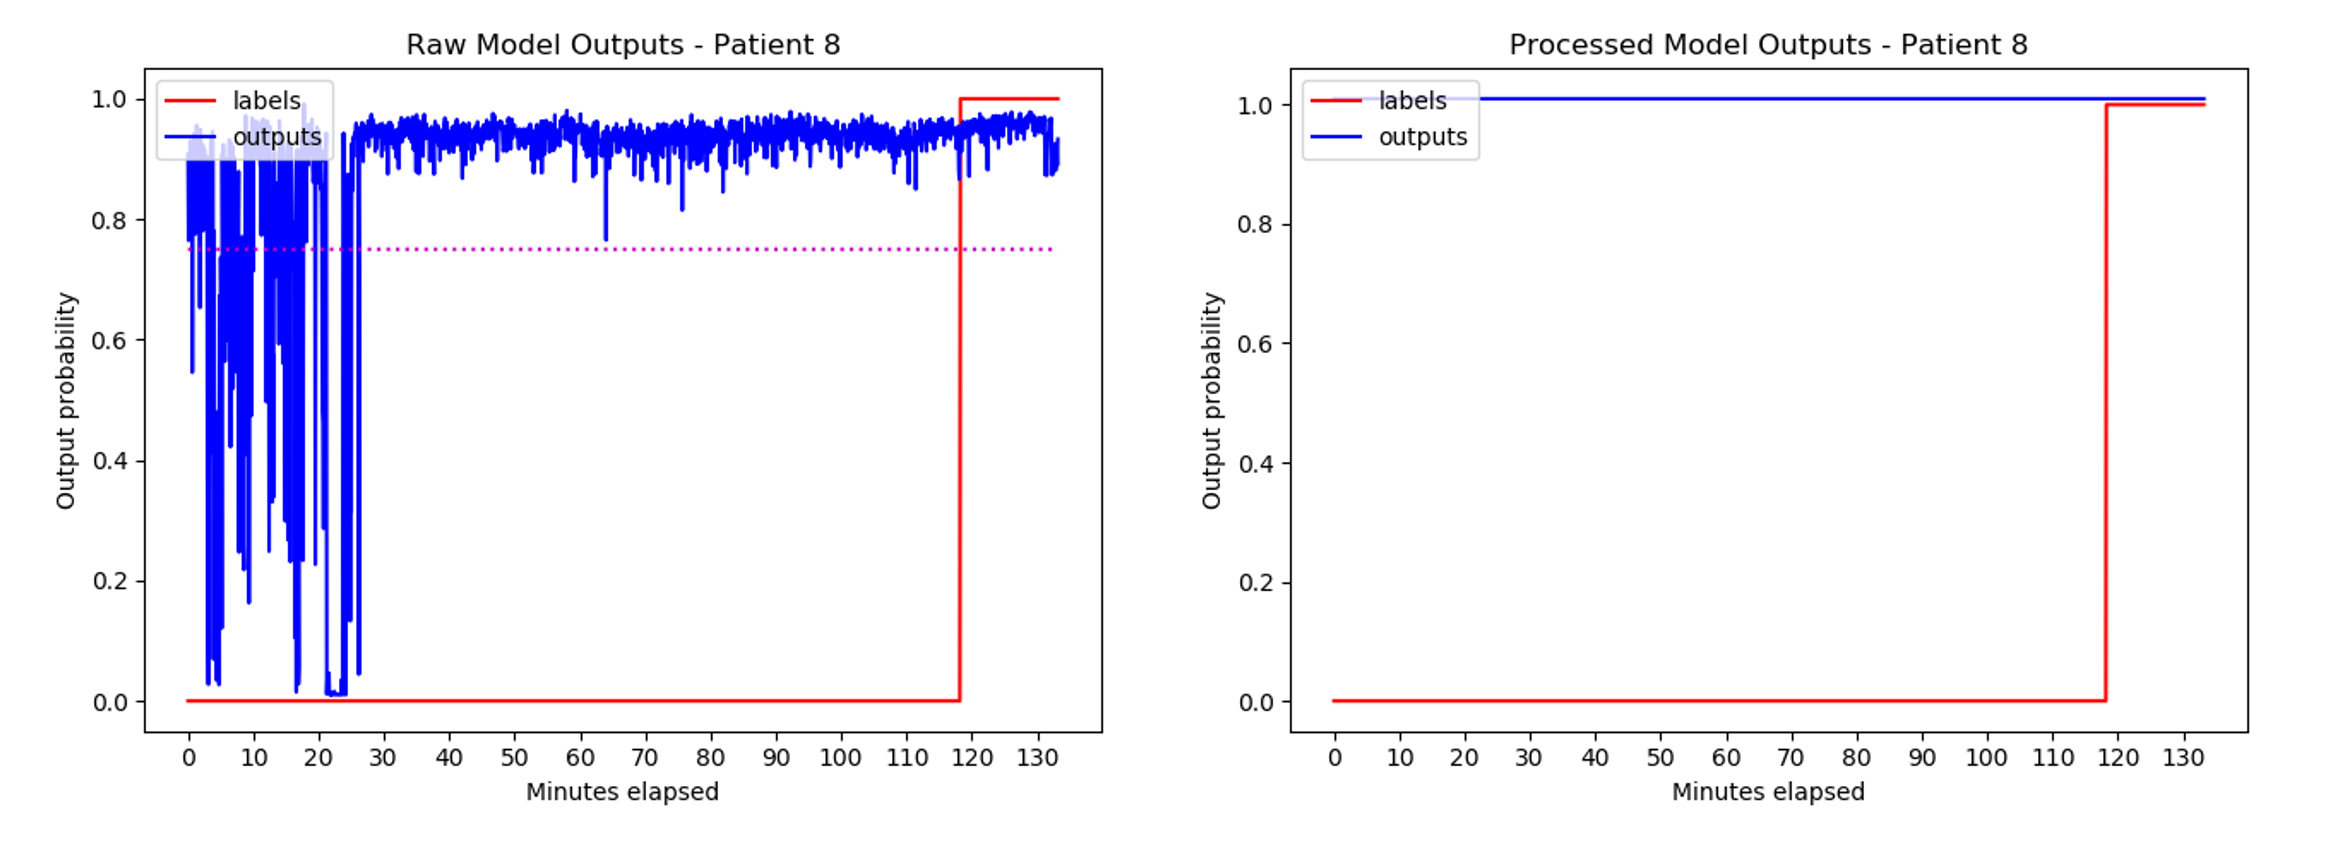 Raw Model Outputs - Patient 8
labels
outputs
1.0
0.8
0.6
0.4
0.2
0.0
Output probability
0 10 20 30 40 50 60 70 80 90 100 110 120 130
Minutes elapsed
Processed Model Outputs - Patient 8
labels
outputs
1.0
0.8
0.6
0.4
0.2
0.0
Output probability
0 10 20 30 40 50 60 70 80 90 100 110 120 130
Minutes elapsed